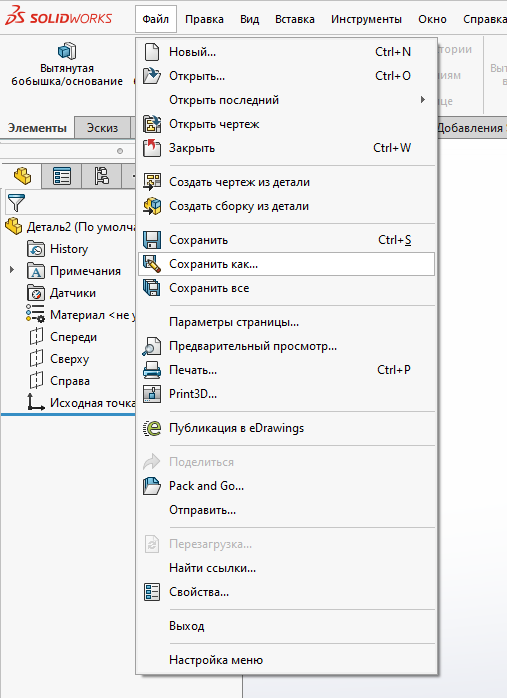 SOLIDWORKS
Файл Правка Вид Вставка Инструменты Окно Справка
Вытянутая
бобышка/основание
Элементы Эскиз
Добавления
Деталь2 (По умолча
History
Примечания
Датчики
Материал <не у
Спереди
Сверху
Справа
Исходная точка
Новый... Ctrl+N
Открыть... Ctrl+O
Открыть последний
Открыть чертеж
Закрыть Ctrl+W
Создать чертеж из детали
Создать сборку из детали
Сохранить Ctrl+S
Сохранить как...
Сохранить все
Параметры страницы...
Предварительный просмотр...
Печать... Ctrl+P
Print3D...
Публикация в eDrawings
Поделиться
Pack and Go...
Отправить...
Перезагрузка...
Найти ссылки...
Свойства...
Выход
Настройка меню